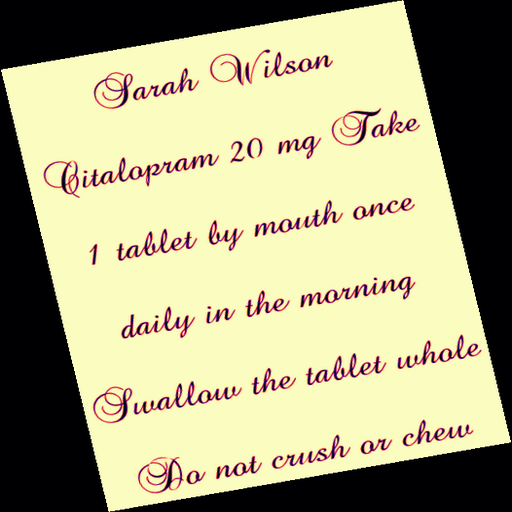 Sarah Wilson
Citalopram 20 mg Take
1 tablet by mouth once
daily in the morning
Swallow the tablet whole
Do not crush or chew